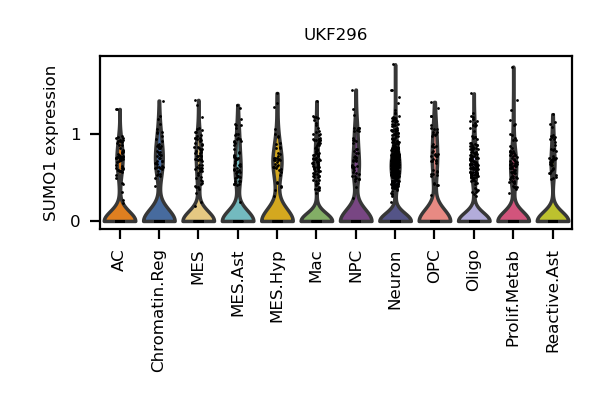 UKF296
SUMO1 expression
1
0
AC
Chromatin.Reg
MES
MES.Ast
MES.Hyp
Mac
NPC
Neuron
OPC
Oligo
Prolif.Metab
Reactive.Ast